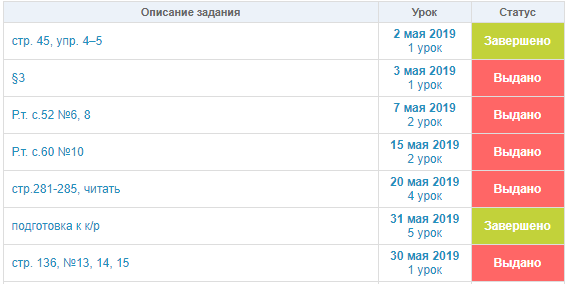 Описание задания Урок Статус
стр. 45, упр. 4–5 2 мая 2019 Завершено
1 урок
§3 3 мая 2019 Выдано
1 урок
Р.т. с.52 №6, 8 7 мая 2019 Выдано
2 урок
Р.т. с.60 №10 15 мая 2019 Выдано
2 урок
стр.281-285, читать 20 мая 2019 Выдано
4 урок
подготовка к к/р 31 мая 2019 Завершено
5 урок
стр. 136, №13, 14, 15 30 мая 2019 Выдано
1 урок